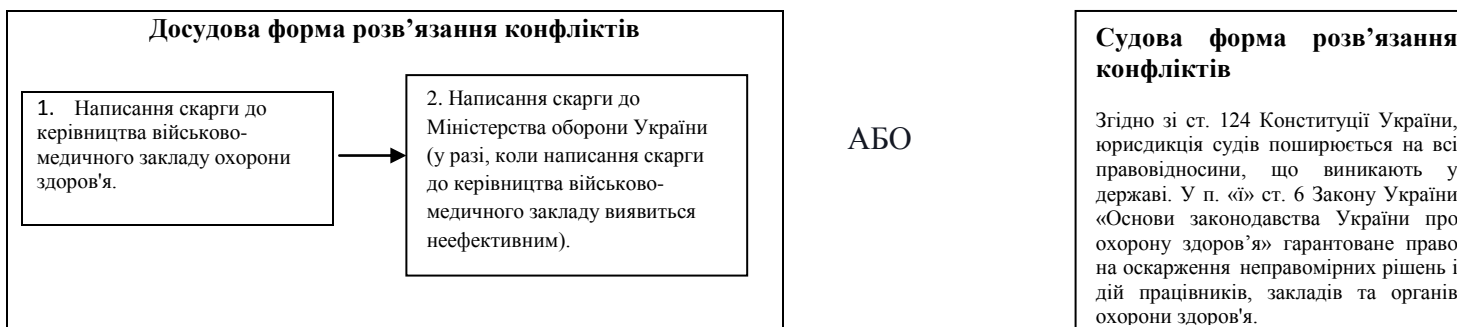 Досудова форма розв’язання конфліктів
1. Написання скарги до
керівництва військово-
медичного закладу охорони
здоров'я.
2. Написання скарги до
Міністерства оборони України
(у разі, коли написання скарги
до керівництва військово-
медичного закладу виявиться
неефективним).
АБО
Судова форма розв’язання
конфліктів
Згідно зі ст. 124 Конституції України,
юрисдикція судів поширюється на всі
правовідносини, що виникають у
державі. У п. «ї» ст. 6 Закону України
«Основи законодавства України про
охорону здоров’я» гарантоване право
на оскарження неправомірних рішень і
дій працівників, закладів та органів
охорони здоров'я.